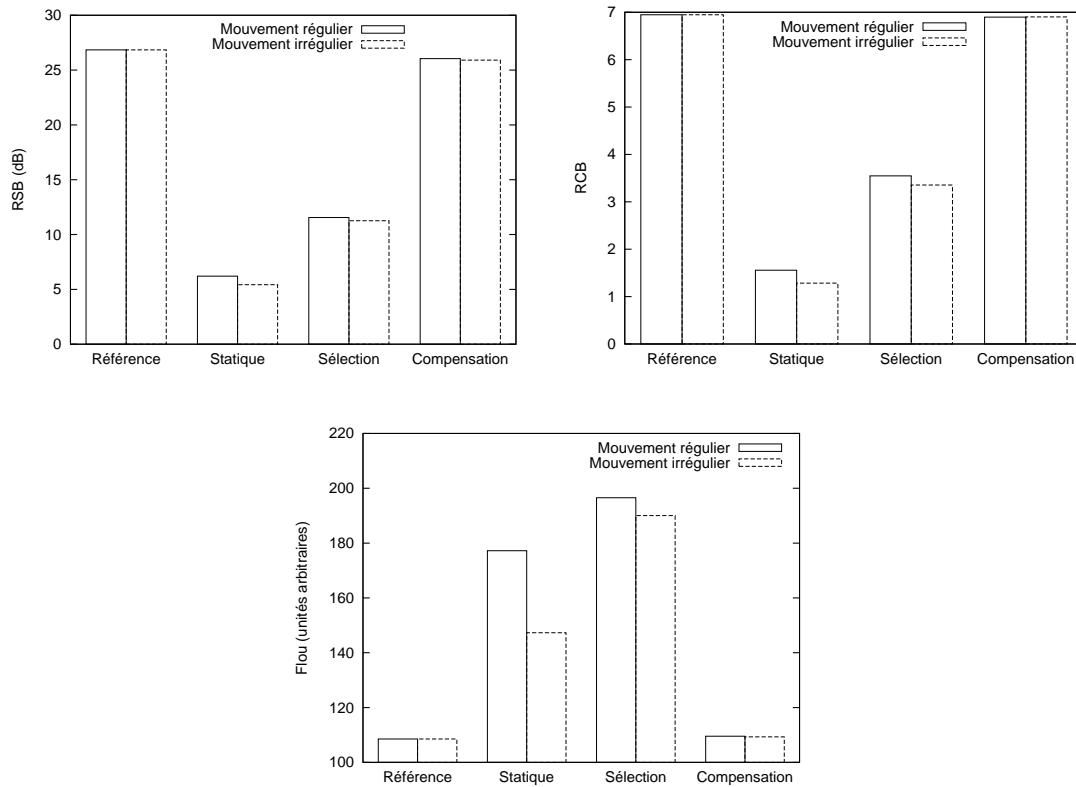 RSB (dB)
30
25
20
15
10
5
0
Mouvement régulier
Mouvement irrégulier
Référence Statique Sélection Compensation
RCB
7
6
5
4
3
2
1
0
Mouvement régulier
Mouvement irrégulier
Référence Statique Sélection Compensation
Flou (unités arbitraires)
220
200
180
160
140
120
100
Mouvement régulier
Mouvement irrégulier
Référence Statique Sélection Compensation